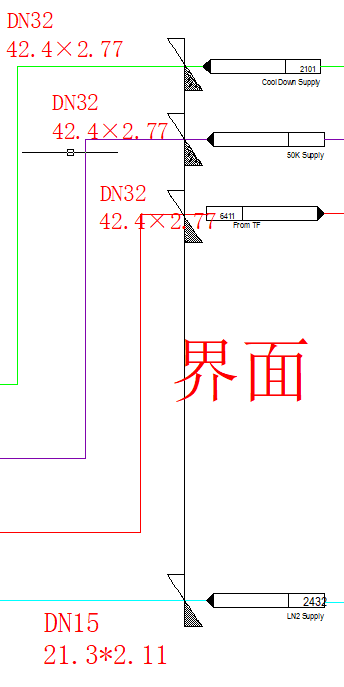 DN32
42.4×2.77
2101
Cool Down Supply
DN32
42.4×2.77
50K Supply
DN32
42.4×2.77
6411
From TF
界面
2432
LN2 Supply
DN15
21.3*2.11